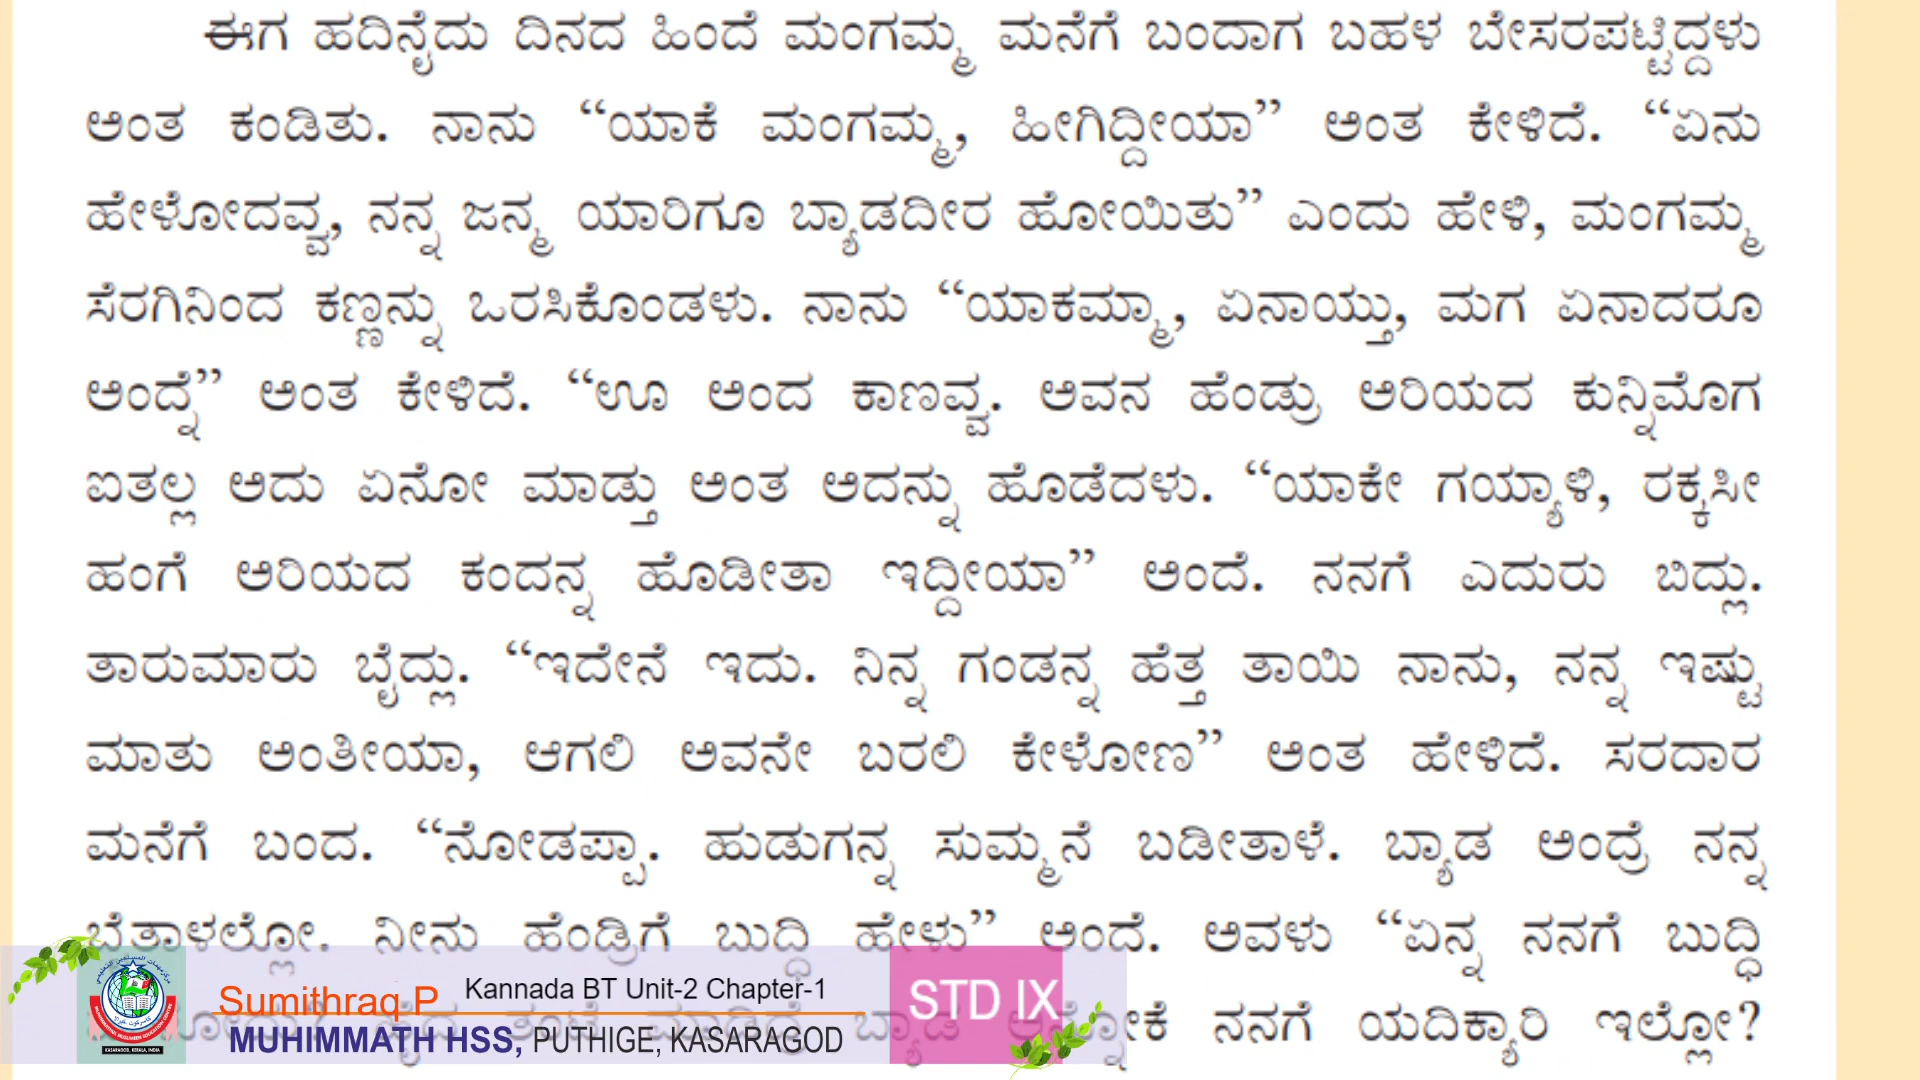 ಈಗ ಹದಿನೈದು ದಿನದ ಹಿಂದೆ ಮಂಗಮ್ಮ ಮನೆಗೆ ಬಂದಾಗ ಬಹಳ ಬೇಸರಪಟ್ಟಿದ್ದಳು
ಅಂತ ಕಂಡಿತು. ನಾನು “ಯಾಕೆ ಮಂಗಮ್ಮ, ಹೀಗಿದ್ದೀಯಾ” ಅಂತ ಕೇಳಿದೆ. “ಏನು
ಹೇಳೋದವ್ವ, ನನ್ನ ಜನ್ಮ ಯಾರಿಗೂ ಬ್ಯಾಡದೀರ ಹೋಯಿತು” ಎಂದು ಹೇಳಿ, ಮಂಗಮ್ಮ
ಸೆರಗಿನಿಂದ ಕಣ್ಣನ್ನು ಒರಸಿಕೊಂಡಳು. ನಾನು “ಯಾಕಮ್ಮಾ, ಏನಾಯ್ತು, ಮಗ ಏನಾದರೂ
ಅಂದ್ನೆ” ಅಂತ ಕೇಳಿದೆ. “ಊ ಅಂದ ಕಾಣವ್ವ. ಅವನ ಹೆಂಡ್ರು ಅರಿಯದ ಕುನ್ನಿಮೊಗ
ಐತಲ್ಲ ಅದು ಏನೋ ಮಾಡ್ತು ಅಂತ ಅದನ್ನು ಹೊಡೆದಳು. “ಯಾಕೇ ಗಯ್ಯಾಳಿ, ರಕ್ಕಸೀ
ಹಂಗೆ ಅರಿಯದ ಕಂದನ್ನ ಹೊಡೀತಾ ಇದ್ದೀಯಾ” ಅಂದೆ. ನನಗೆ ಎದುರು ಬಿದ್ಲು.
ತಾರುಮಾರು ಬೈದ್ಲು. “ಇದೇನೆ ಇದು. ನಿನ್ನ ಗಂಡನ್ನ ಹೆತ್ತ ತಾಯಿ ನಾನು, ನನ್ನ ಇಷ್ಟು
ಮಾತು ಅಂತೀಯಾ, ಆಗಲಿ ಅವನೇ ಬರಲಿ ಕೇಳೋಣ” ಅಂತ ಹೇಳಿದೆ. ಸರದಾರ
ಮನೆಗೆ ಬಂದ. “ನೋಡಪ್ಪಾ. ಹುಡುಗನ್ನ ಸುಮ್ಮನೆ ಬಡೀತಾಳೆ. ಬ್ಯಾಡ ಅಂದ್ರೆ ನನ್ನ
ಬೆತ್ತಾಳಲ್ಲೋ. ನೀನು ಹೆಂಡ್ರಿಗೆ ಬುದ್ಧಿ ಹೇಳು” ಅಂದೆ. ಅವಳು “ಏನ್ನ ನನಗೆ ಬುದ್ಧಿ
ಬ್ಯಾಡ ನನಗೆ ಯದಿಕ್ಯಾರಿ ಇಲ್ಲೋ?
Sumithraq P Kannada BT Unit-2 Chapter-1
MUHIMMATH HSS, PUTHIGE, KASARAGOD
STD IX